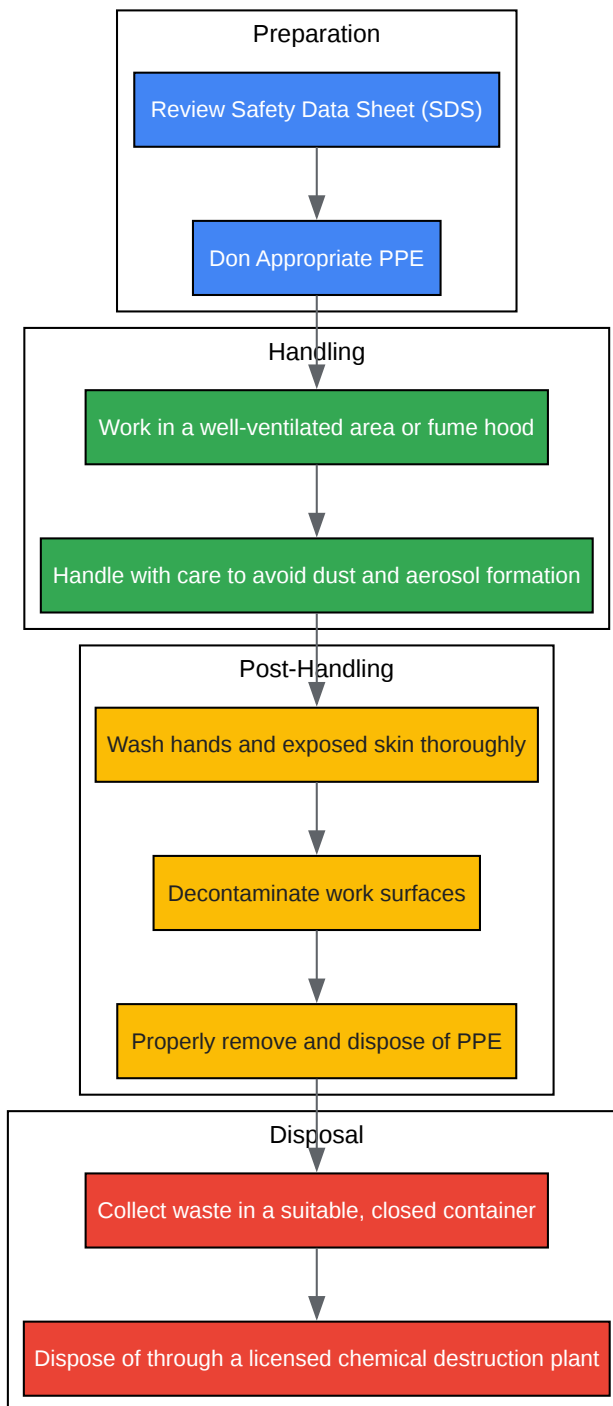 Preparation
Review Safety Data Sheet (SDS)
Don Appropriate PPE
Handling
Work in a well-ventilated area or fume hood
Handle with care to avoid dust and aerosol formation
Post-Handling
Wash hands and exposed skin thoroughly
Decontaminate work surfaces
Properly remove and dispose of PPE
Disposal
Collect waste in a suitable, closed container
Dispose of through a licensed chemical destruction plant